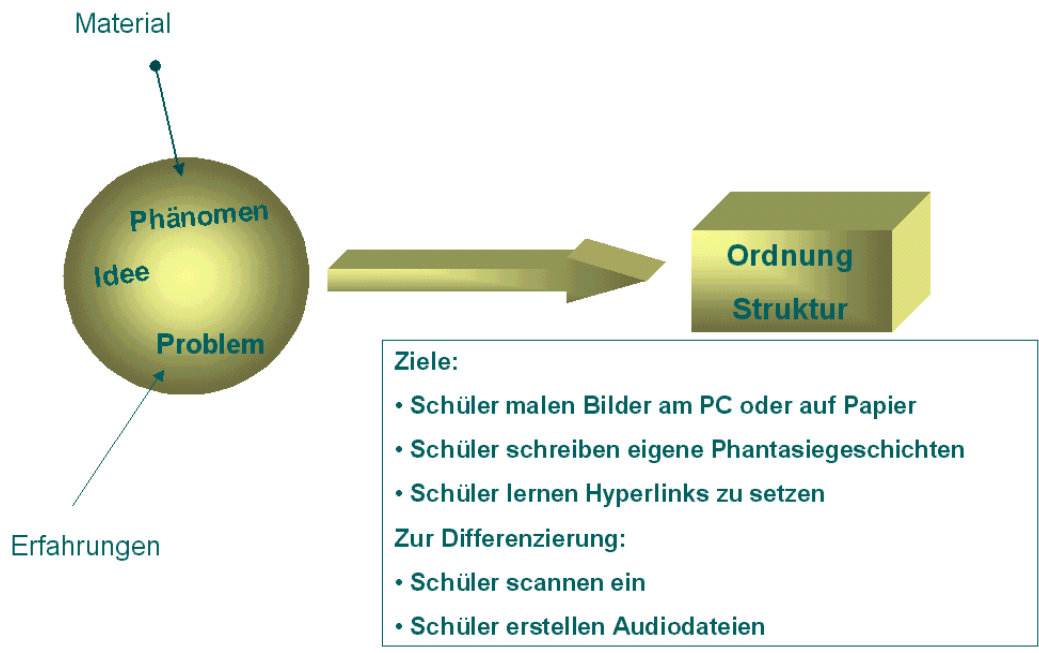 Material
Phänomen
Idee
Problem
Erfahrungen
Ordnung
Struktur
Ziele:
• Schüler malen Bilder am PC oder auf Papier
• Schüler schreiben eigene Phantasiegeschichten
• Schüler lernen Hyperlinks zu setzen
Zur Differenzierung:
• Schüler scannen ein
• Schüler erstellen Audiodateien